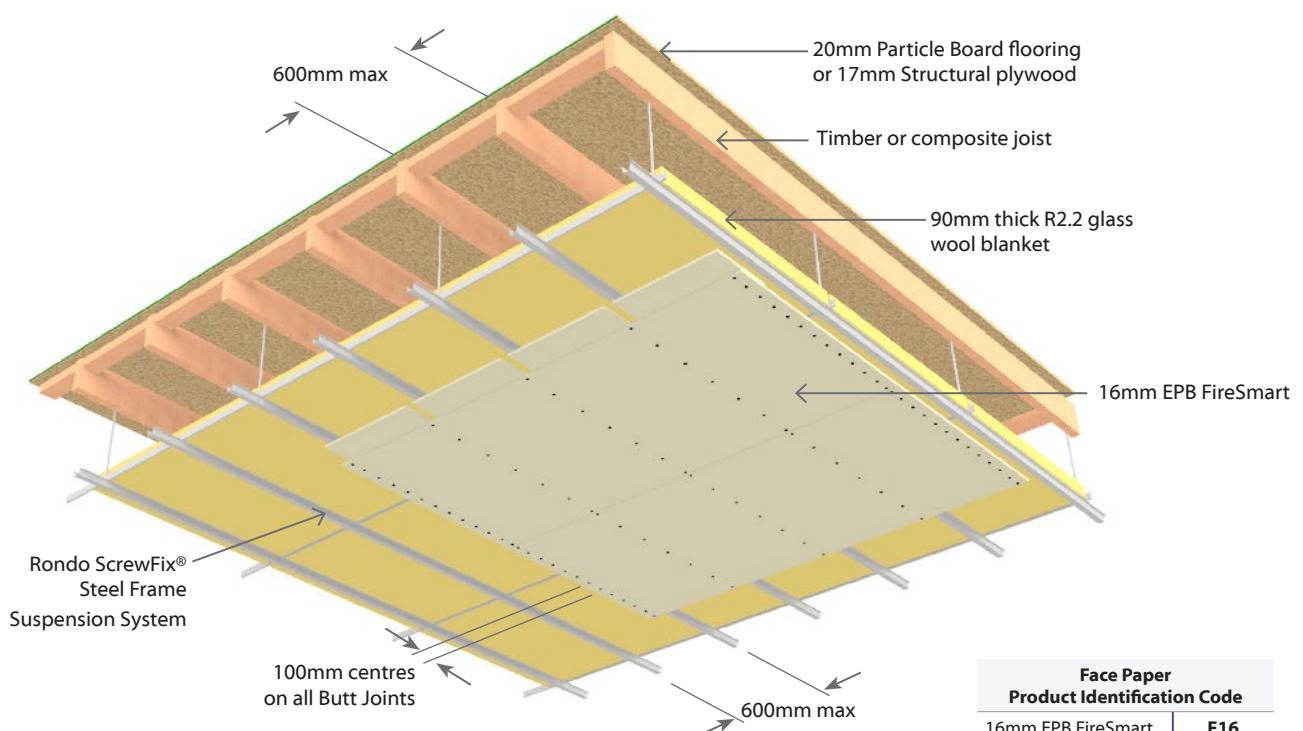 600mm max
20mm Particle Board flooring
or 17mm Structural plywood
Timber or composite joist
90mm thick R2.2 glass
wool blanket
16mm EPB FireSmart
Rondo ScrewFix®
Steel Frame
Suspension System
100mm centres
on all Butt Joints
600mm max
Face Paper
Product Identification Code
16mm EPB FireSmart F16